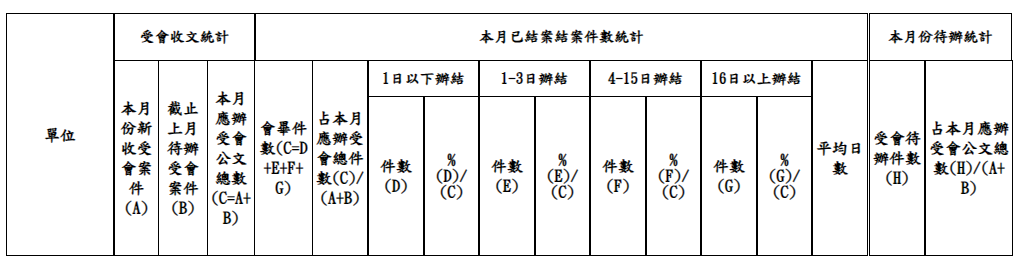 受會收文統計
本月已結案結案件數統計
本月份待辦統計
單位
本月
份新
收受
會案
件
(A)
截止
上月
待辦
受會
案件
(B)
本月
應辦
受會
公文
總數
(C=A+
B)
會畢件
數(C=D
+E+F+
G)
占本月
應辦受
會總件
數(C)/
(A+B)
1日以下辦結
1-3日辦結
4-15日辦結
16日以上辦結
件數
(D)
%
(D)/
(C)
件數
(E)
%
(E)/
(C)
件數
(F)
%
(F)/
(C)
件數
(G)
%
(G)/
(C)
平均日
數
受會待
辦件數
(H)
占本月應辦
受會公文總
數(H)/(A+
B)